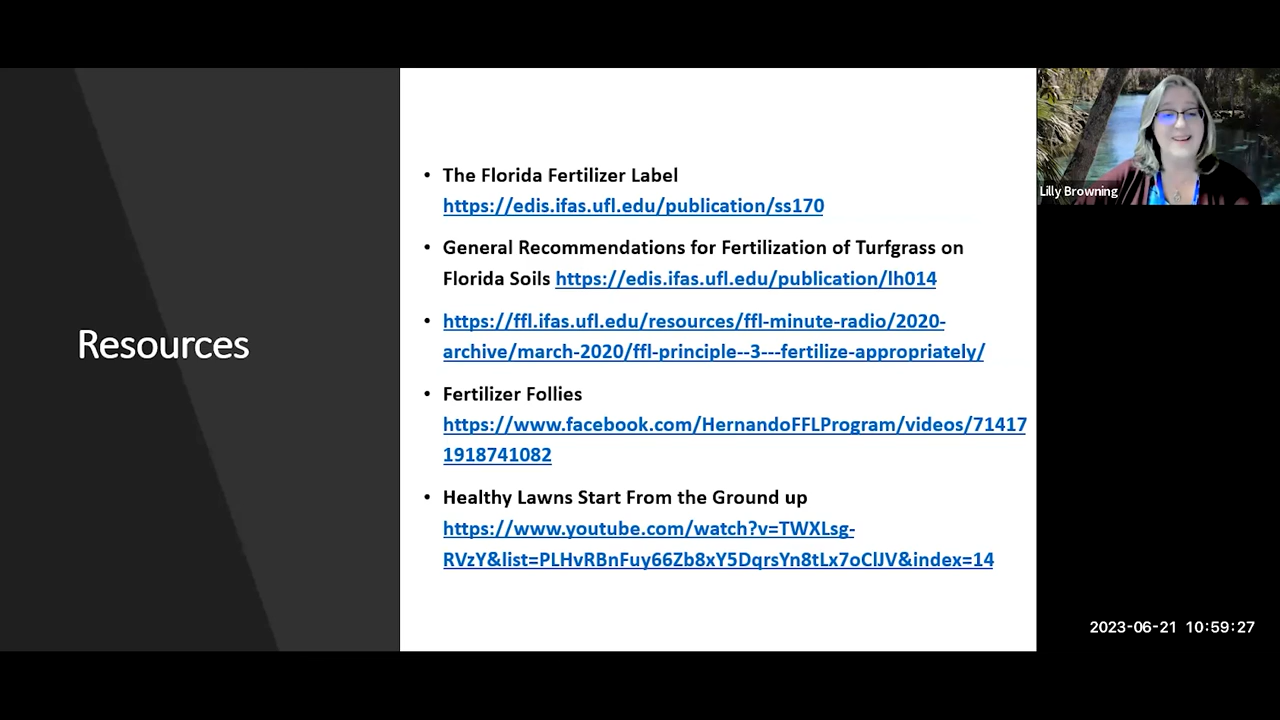 Resources
• The Florida Fertilizer Label
https://edis.ifas.ufl.edu/publication/ss170
• General Recommendations for Fertilization of Turfgrass on
Florida Soils https://edis.ifas.ufl.edu/publication/lh014
• https://ffl.ifas.ufl.edu/resources/ffl-minute-radio/2020-
archive/march-2020/ffl-principle--3---fertilize-appropriately/
• Fertilizer Follies
https://www.facebook.com/HernandoFFLProgram/videos/71417
1918741082
• Healthy Lawns Start From the Ground up
https://www.youtube.com/watch?v=TWXLsg-
RVzY&list=PLHvRBnFuy66Zb8xY5DqrsYn8tLx7oClJV&index=14
Lilly Browning
2023-06-21 10:59:27